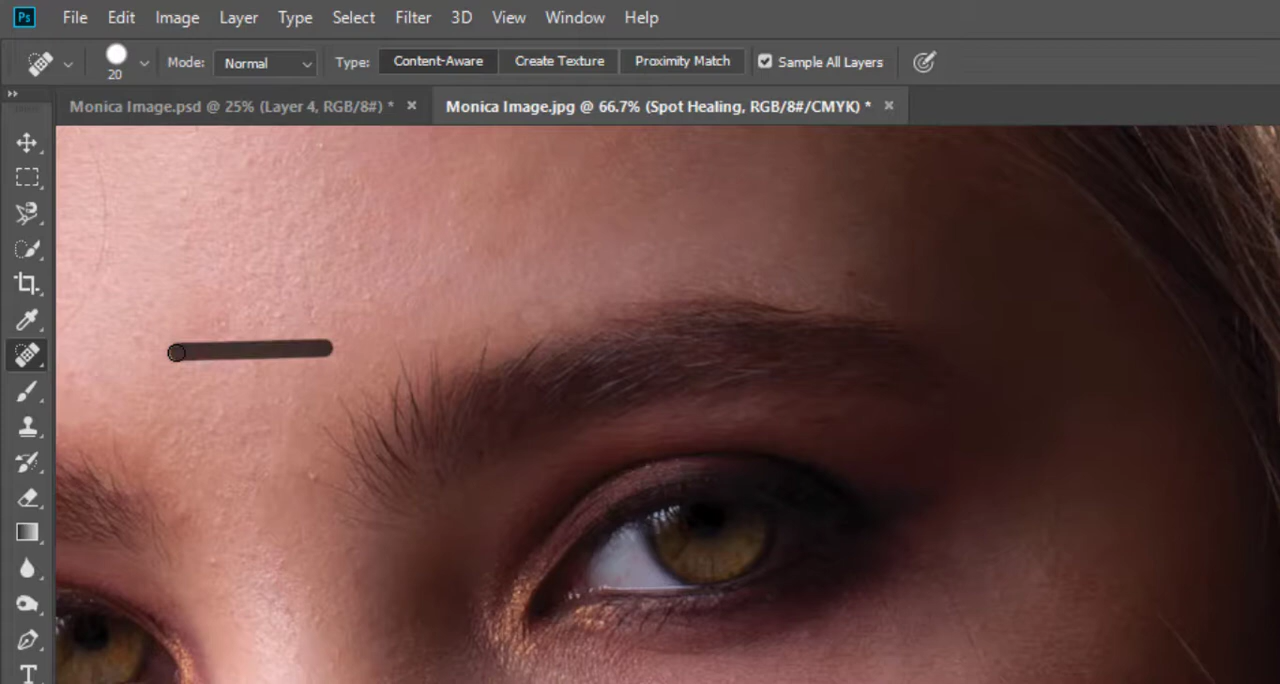 Ps File Edit Image Layer Type Select Filter 3D View Window Help
20 Mode: Normal Type: Content-Aware Create Texture Proximity Match Sample All Layers
Monica Image.psd @ 25% (Layer 4, RGB/8#) * × Monica Image.jpg @ 66.7% (Spot Healing, RGB/8#/CMYK) * ×
T